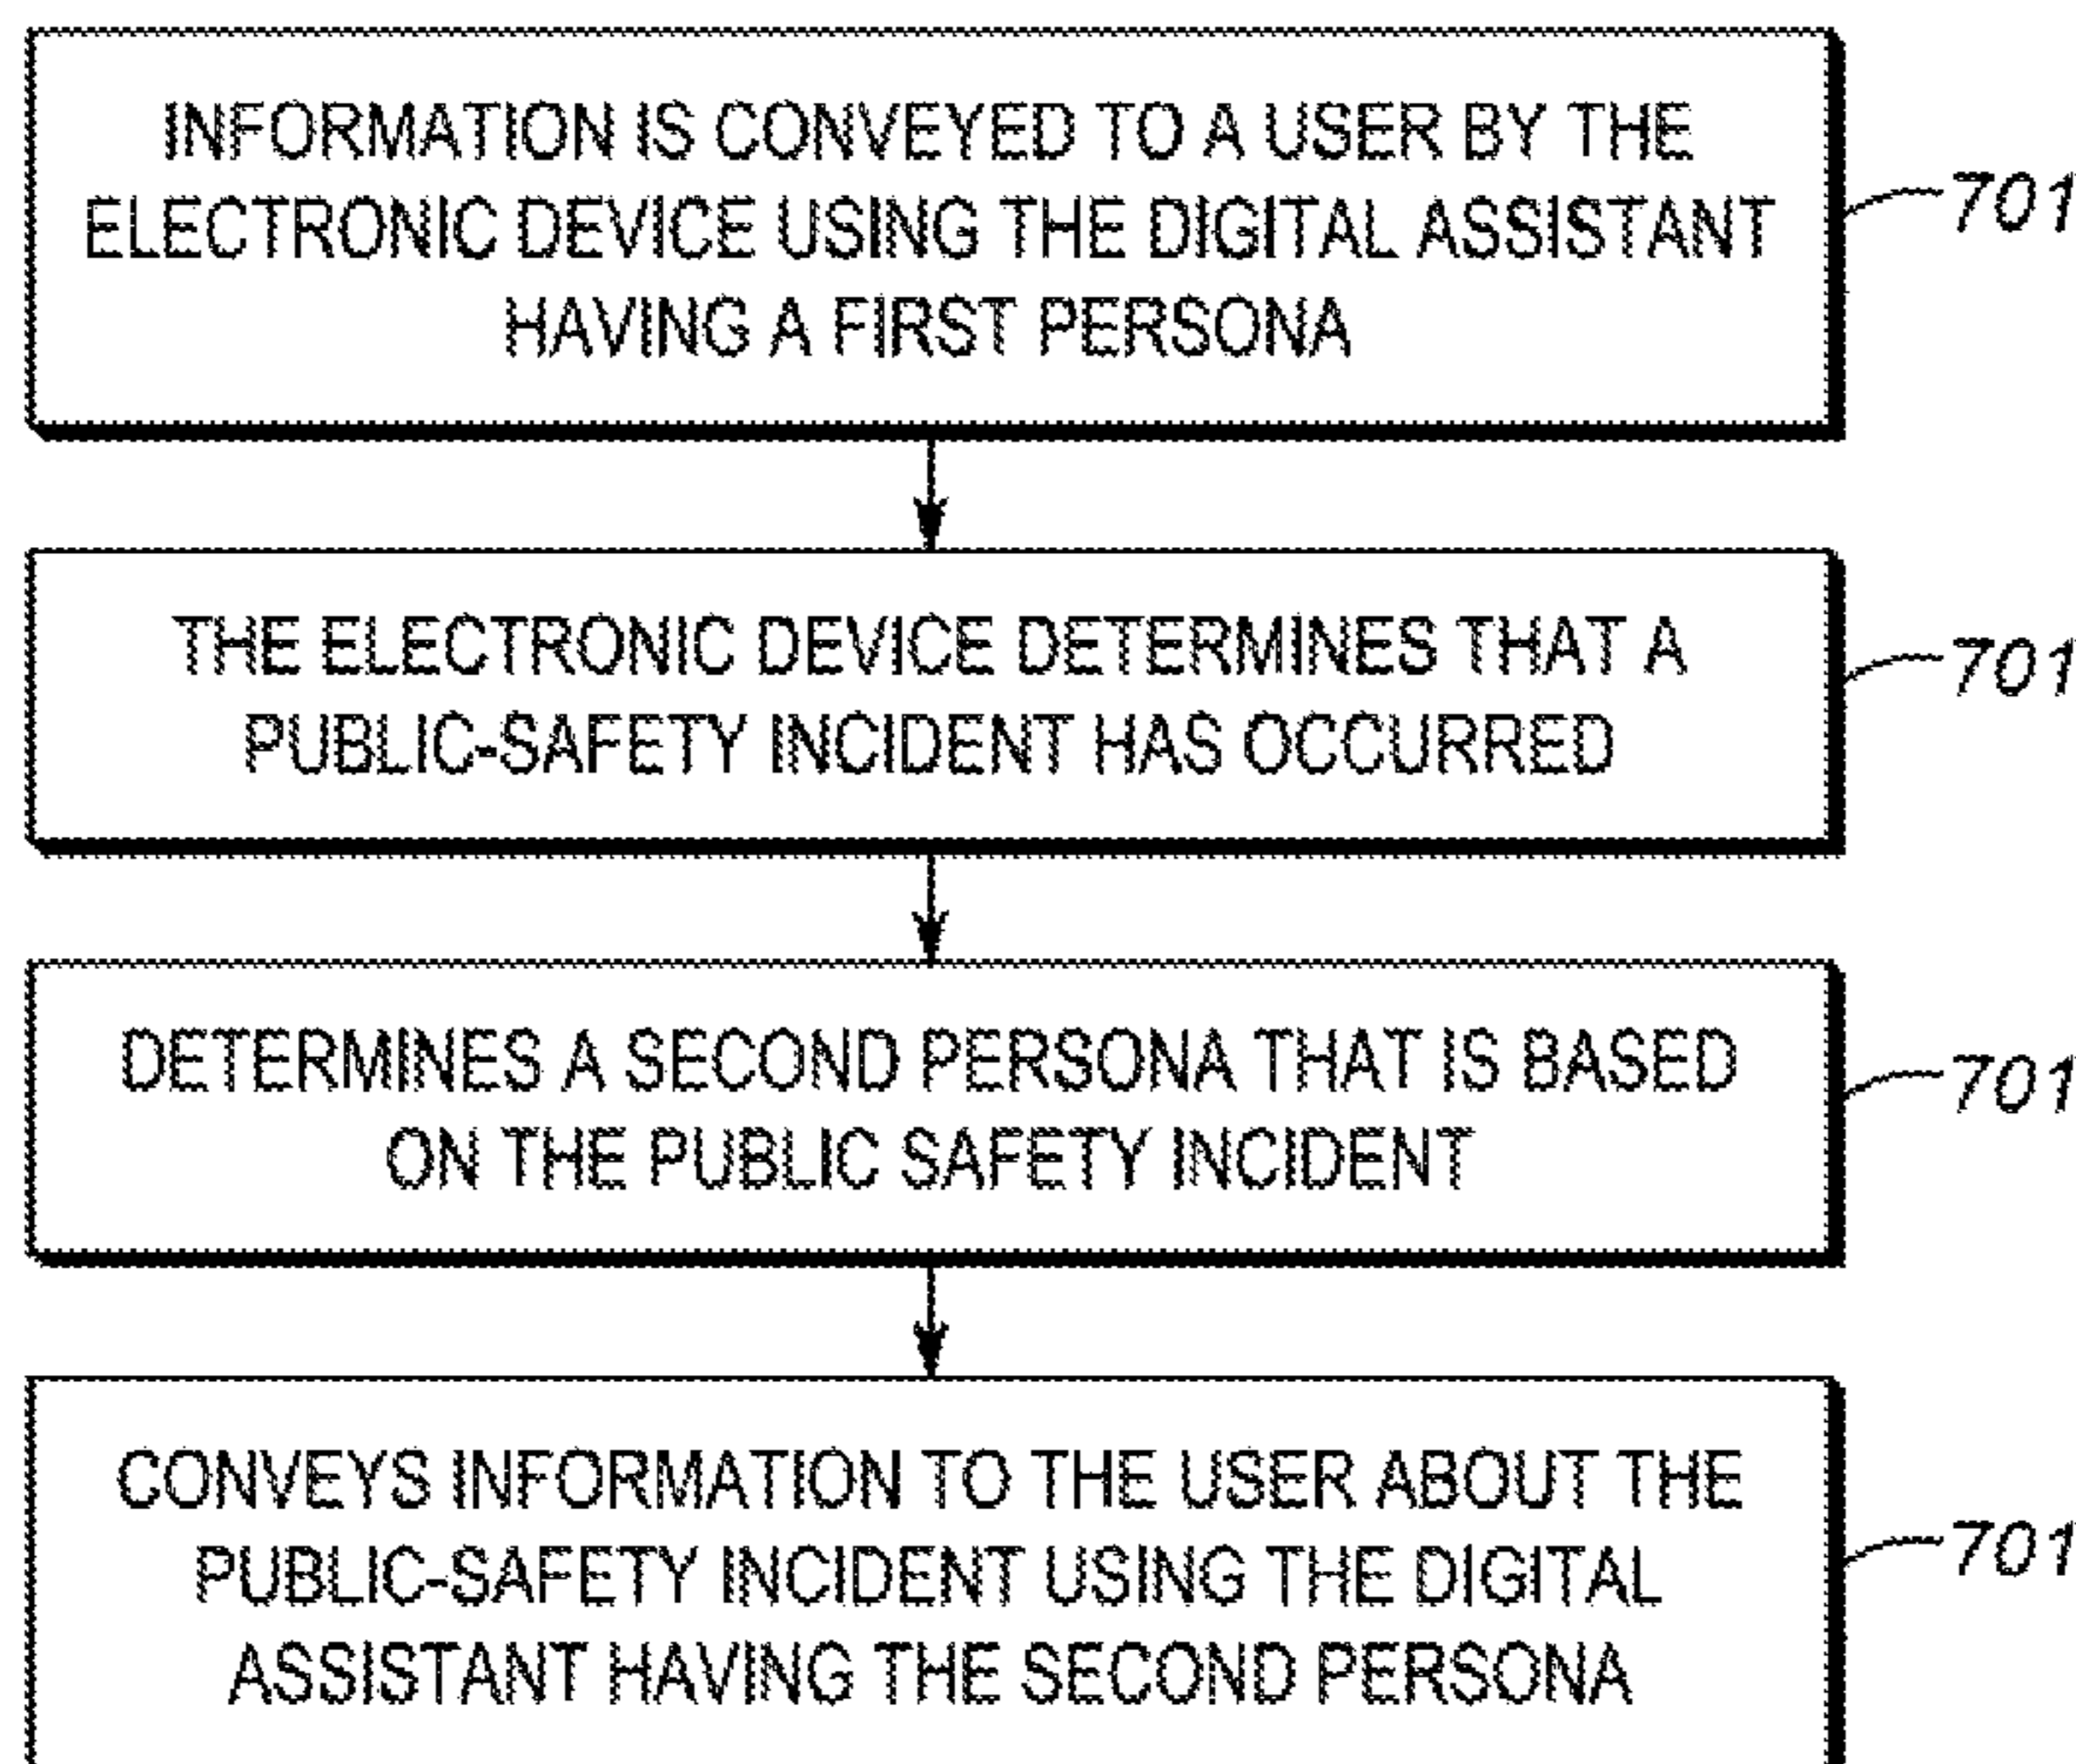 INFORMATION IS CONVEYED TO A USER BY THE
ELECTRONIC DEVICE USING THE DIGITAL ASSISTANT
HAVING A FIRST PERSONA
701
THE ELECTRONIC DEVICE DETERMINES THAT A
PUBLIC-SAFETY INCIDENT HAS OCCURRED
701
DETERMINES A SECOND PERSONA THAT IS BASED
ON THE PUBLIC SAFETY INCIDENT
701
CONVEYS INFORMATION TO THE USER ABOUT THE
PUBLIC-SAFETY INCIDENT USING THE DIGITAL
ASSISTANT HAVING THE SECOND PERSONA
701